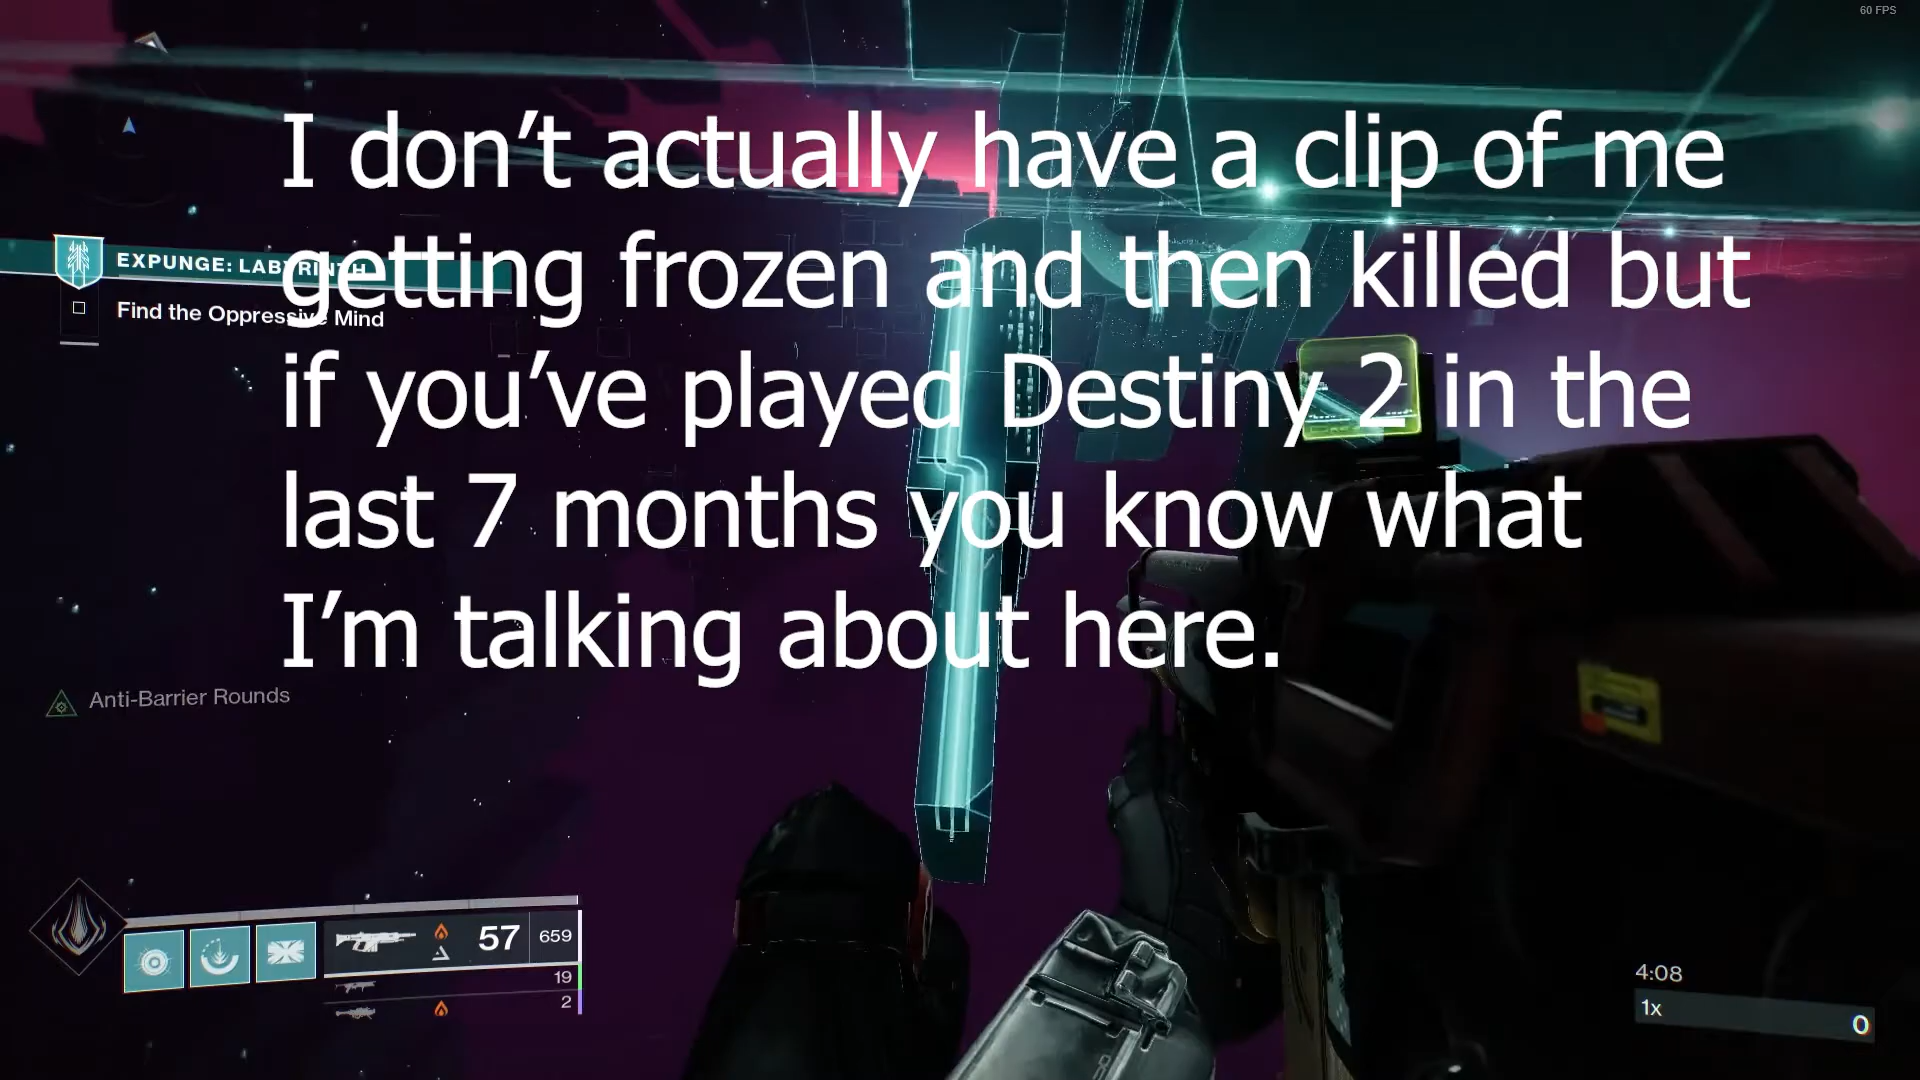 60 FPS
I don’t actually have a clip of me
getting frozen and then killed but
if you’ve played Destiny 2 in the
last 7 months you know what
I’m talking about here.
EXPUNGE: LABYRINTH
Find the Oppressive Mind
Anti-Barrier Rounds
57 659
19
2
4:08
1x 0